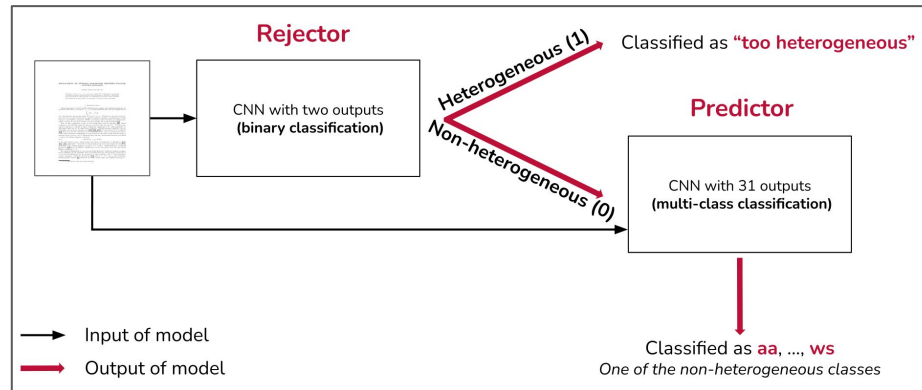 Rejector
CNN with two outputs
(binary classification)
Heterogeneous (1)
Non-heterogeneous (0)
Classified as “too heterogeneous”
Predictor
CNN with 31 outputs
(multi-class classification)
Classified as aa, ..., ws
One of the non-heterogeneous classes
Input of model
Output of model